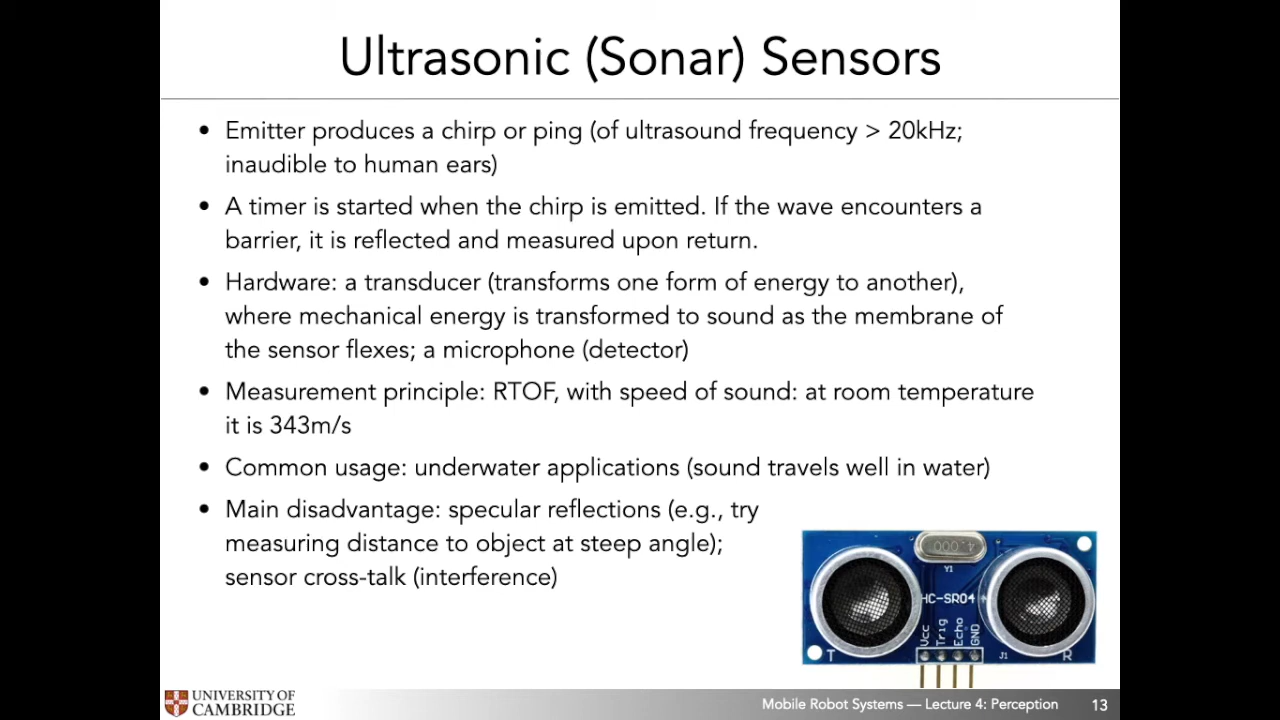 Ultrasonic (Sonar) Sensors
• Emitter produces a chirp or ping (of ultrasound frequency > 20kHz;
inaudible to human ears)
• A timer is started when the chirp is emitted. If the wave encounters a
barrier, it is reflected and measured upon return.
• Hardware: a transducer (transforms one form of energy to another),
where mechanical energy is transformed to sound as the membrane of
the sensor flexes; a microphone (detector)
• Measurement principle: RTOF, with speed of sound: at room temperature
it is 343m/s
• Common usage: underwater applications (sound travels well in water)
• Main disadvantage: specular reflections (e.g., try
measuring distance to object at steep angle);
sensor cross-talk (interference)
4.000
Y1
HC-SR04
Vcc
Trig
Echo
GND
T
J1
R
UNIVERSITY OF
CAMBRIDGE
Mobile Robot Systems — Lecture 4: Perception 13